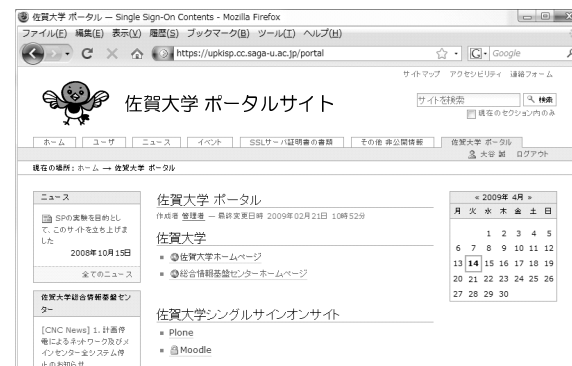 佐賀大学 ポータル — Single Sign-On Contents - Mozilla Firefox
ファイル(F) 編集(E) 表示(V) 履歴(S) ブックマーク(B) ツール(T) ヘルプ(H)
https://upkisp.cc.saga-u.ac.jp/portal
Google
サイトマップ アクセシビリティ 連絡フォーム
佐賀大学 ポータルサイト
サイトを検索 検索
現在のセクション内のみ
ホーム ユーザ ニュース イベント SSLサーバ証明書の書類 その他 非公開情報 佐賀大学 ポータル
大谷 誠 ログアウト
現在の場所: ホーム → 佐賀大学 ポータル
ニュース
SPの実験を目的として、このサイトを立ち上げました
2008年10月15日
全てのニュース
佐賀大学総合情報基盤センター
[CNC News] 1. 計画停電によるネットワーク及びメインセンター全システム停止のお知らせ
佐賀大学 ポータル
作成者 管理者 — 最終変更日時 2009年02月21日 10時52分
佐賀大学
佐賀大学ホームページ
総合情報基盤センターホームページ
佐賀大学シングルサインオンサイト
Plone
Moodle
« 2009年 4月 »
月 火 水 木 金 土 日
1 2 3 4 5
6 7 8 9 10 11 12
13 14 15 16 17 18 19
20 21 22 23 24 25 26
27 28 29 30